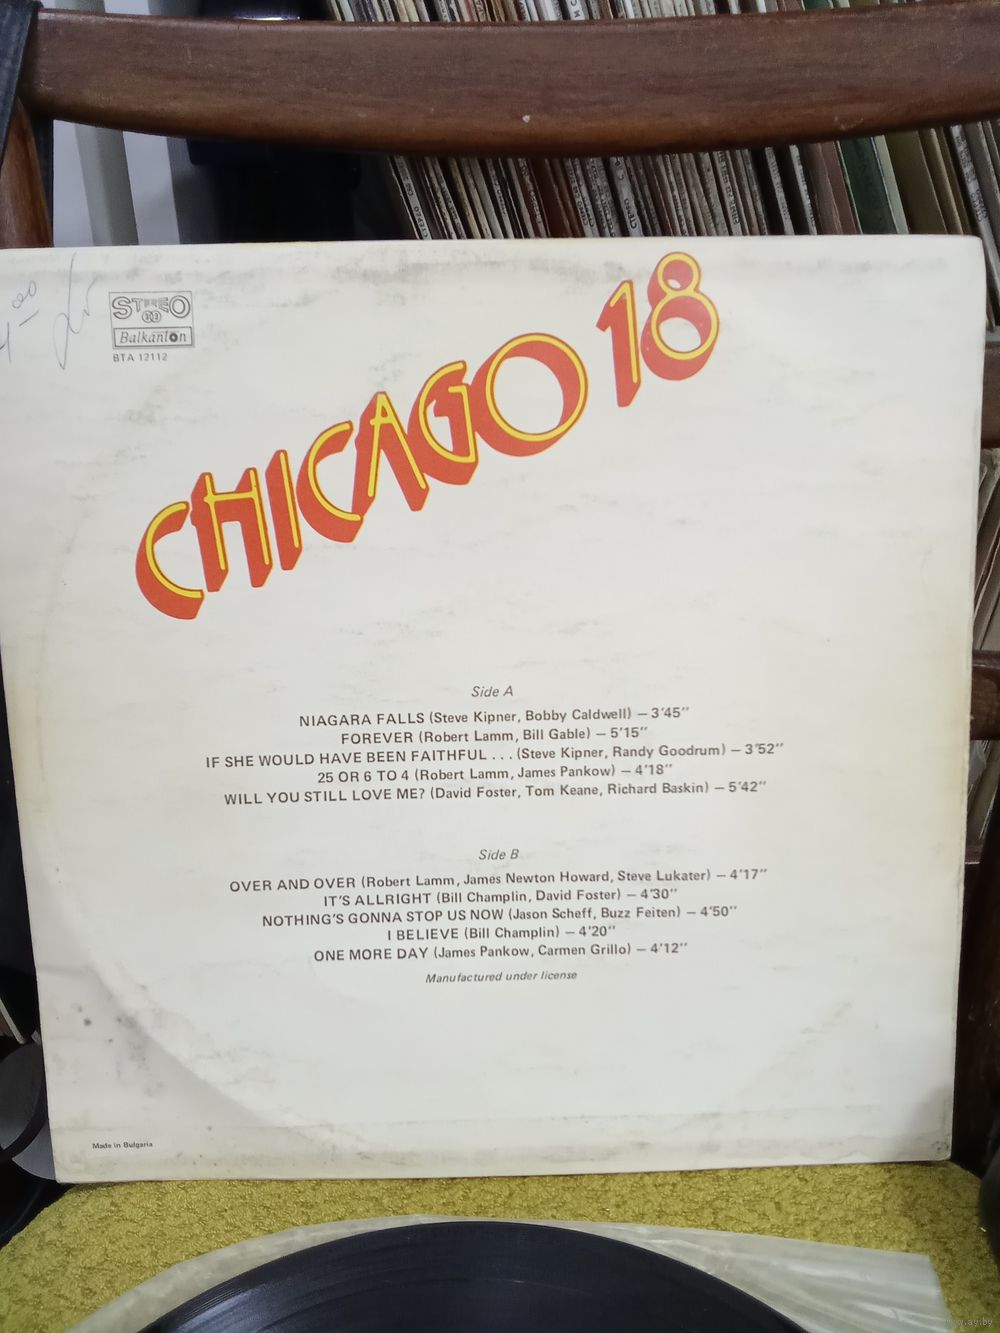 STEREO
33
Balkanton
BTA 12112
CHICAGO 18
Side A
NIAGARA FALLS (Steve Kipner, Bobby Caldwell) — 3'45''
FOREVER (Robert Lamm, Bill Gable) — 5'15''
IF SHE WOULD HAVE BEEN FAITHFUL . . . (Steve Kipner, Randy Goodrum) — 3'52''
25 OR 6 TO 4 (Robert Lamm, James Pankow) — 4'18''
WILL YOU STILL LOVE ME? (David Foster, Tom Keane, Richard Baskin) — 5'42''
Side B
OVER AND OVER (Robert Lamm, James Newton Howard, Steve Lukater) — 4'17''
IT'S ALLRIGHT (Bill Champlin, David Foster) — 4'30''
NOTHING'S GONNA STOP US NOW (Jason Scheff, Buzz Feiten) — 4'50''
I BELIEVE (Bill Champlin) — 4'20''
ONE MORE DAY (James Pankow, Carmen Grillo) — 4'12''
Manufactured under license
Made in Bulgaria
www.ay.by